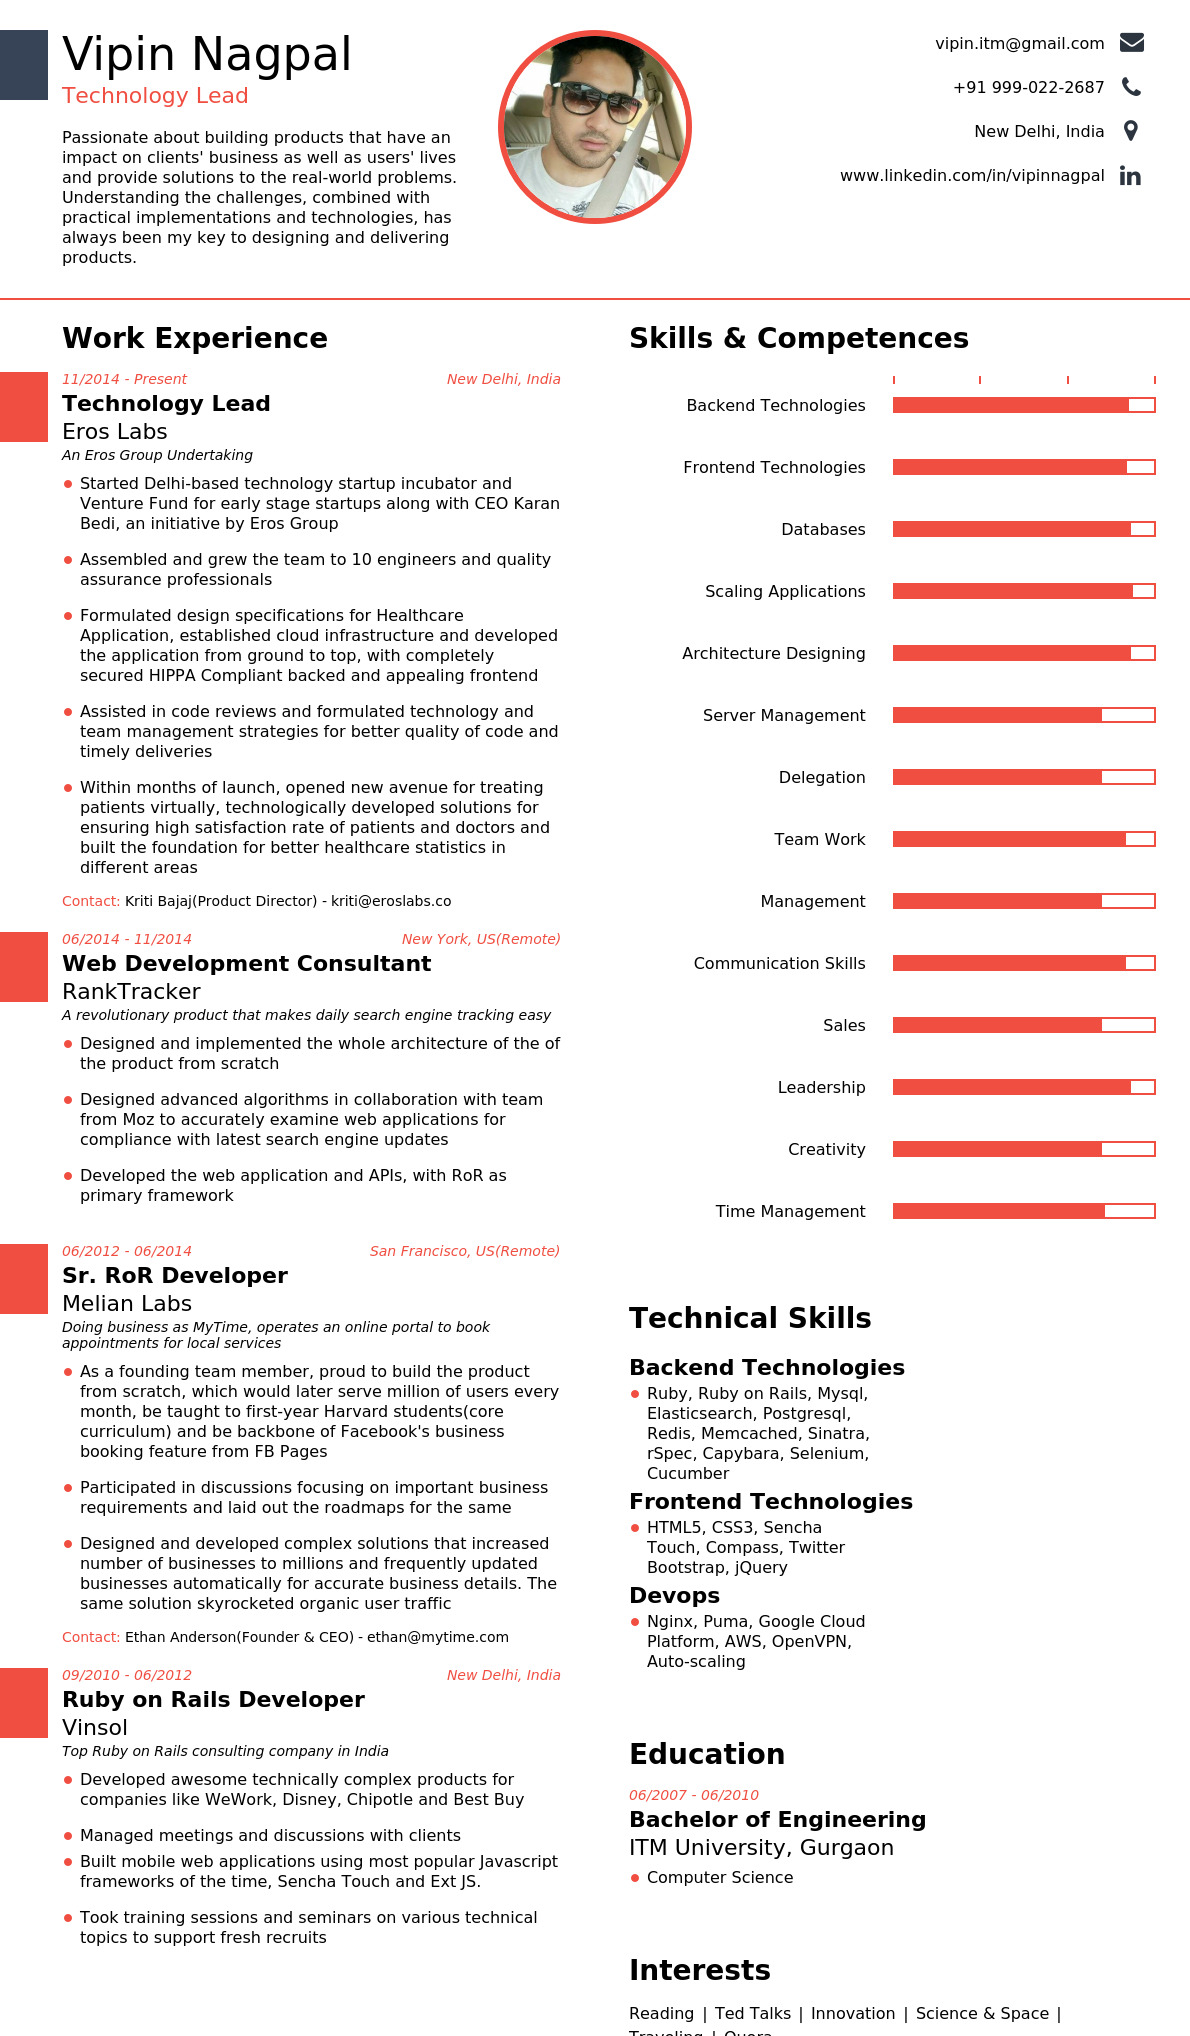 Vipin Nagpal
Technology Lead
Passionate about building products that have an
impact on clients' business as well as users' lives
and provide solutions to the real-world problems.
Understanding the challenges, combined with
practical implementations and technologies, has
always been my key to designing and delivering
products.
vipin.itm@gmail.com
+91 999-022-2687
New Delhi, India
www.linkedin.com/in/vipinnagpal
Work Experience
11/2014 - Present New Delhi, India
Technology Lead
Eros Labs
An Eros Group Undertaking
Started Delhi-based technology startup incubator and
Venture Fund for early stage startups along with CEO Karan
Bedi, an initiative by Eros Group
Assembled and grew the team to 10 engineers and quality
assurance professionals
Formulated design specifications for Healthcare
Application, established cloud infrastructure and developed
the application from ground to top, with completely
secured HIPPA Compliant backed and appealing frontend
Assisted in code reviews and formulated technology and
team management strategies for better quality of code and
timely deliveries
Within months of launch, opened new avenue for treating
patients virtually, technologically developed solutions for
ensuring high satisfaction rate of patients and doctors and
built the foundation for better healthcare statistics in
different areas
Contact: Kriti Bajaj(Product Director) - kriti@eroslabs.co
06/2014 - 11/2014 New York, US(Remote)
Web Development Consultant
RankTracker
A revolutionary product that makes daily search engine tracking easy
Designed and implemented the whole architecture of the of
the product from scratch
Designed advanced algorithms in collaboration with team
from Moz to accurately examine web applications for
compliance with latest search engine updates
Developed the web application and APIs, with RoR as
primary framework
06/2012 - 06/2014 San Francisco, US(Remote)
Sr. RoR Developer
Melian Labs
Doing business as MyTime, operates an online portal to book
appointments for local services
As a founding team member, proud to build the product
from scratch, which would later serve million of users every
month, be taught to first-year Harvard students(core
curriculum) and be backbone of Facebook's business
booking feature from FB Pages
Participated in discussions focusing on important business
requirements and laid out the roadmaps for the same
Designed and developed complex solutions that increased
number of businesses to millions and frequently updated
businesses automatically for accurate business details. The
same solution skyrocketed organic user traffic
Contact: Ethan Anderson(Founder & CEO) - ethan@mytime.com
09/2010 - 06/2012 New Delhi, India
Ruby on Rails Developer
Vinsol
Top Ruby on Rails consulting company in India
Developed awesome technically complex products for
companies like WeWork, Disney, Chipotle and Best Buy
Managed meetings and discussions with clients
Built mobile web applications using most popular Javascript
frameworks of the time, Sencha Touch and Ext JS.
Took training sessions and seminars on various technical
topics to support fresh recruits
Skills & Competences
Backend Technologies
Frontend Technologies
Databases
Scaling Applications
Architecture Designing
Server Management
Delegation
Team Work
Management
Communication Skills
Sales
Leadership
Creativity
Time Management
Technical Skills
Backend Technologies
Ruby, Ruby on Rails, Mysql,
Elasticsearch, Postgresql,
Redis, Memcached, Sinatra,
rSpec, Capybara, Selenium,
Cucumber
Frontend Technologies
HTML5, CSS3, Sencha
Touch, Compass, Twitter
Bootstrap, jQuery
Devops
Nginx, Puma, Google Cloud
Platform, AWS, OpenVPN,
Auto-scaling
Education
06/2007 - 06/2010
Bachelor of Engineering
ITM University, Gurgaon
Computer Science
Interests
Reading | Ted Talks | Innovation | Science & Space |
Traveling | Quora